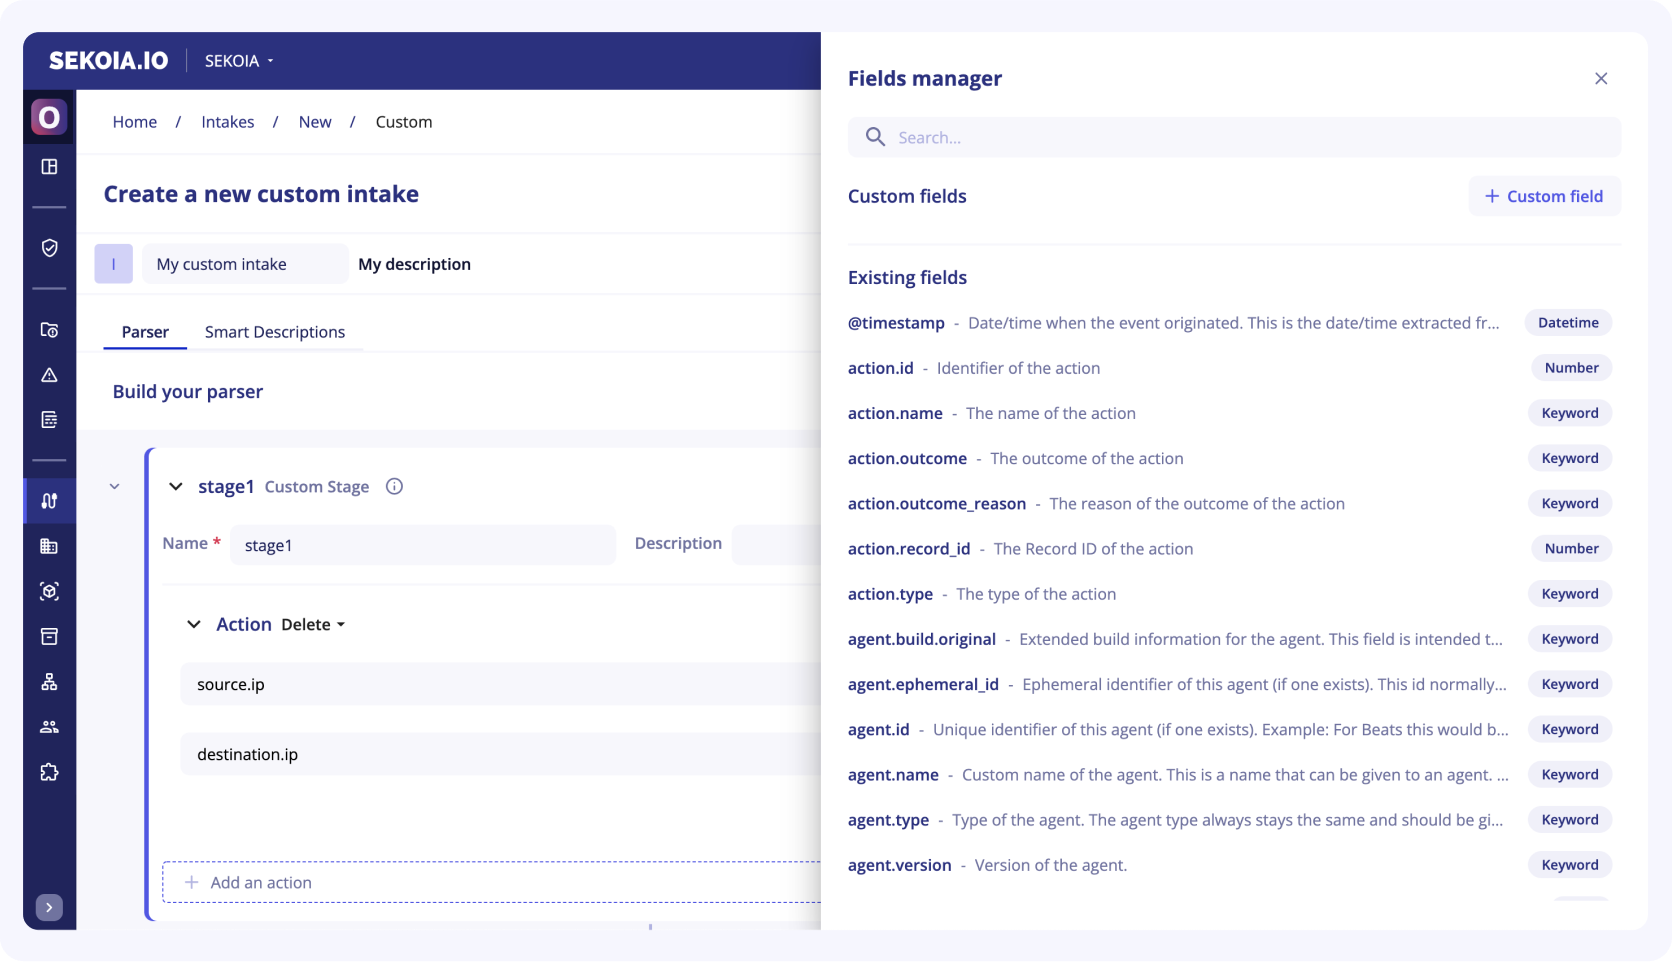 SEKOIA.IO SEKOIA
O
Home / Intakes / New / Custom
Create a new custom intake
I My custom intake My description
Parser Smart Descriptions
Build your parser
stage1 Custom Stage
Name * stage1 Description
Action Delete
source.ip
destination.ip
+ Add an action
Fields manager
Search...
Custom fields + Custom field
Existing fields
@timestamp - Date/time when the event originated. This is the date/time extracted fr... Datetime
action.id - Identifier of the action Number
action.name - The name of the action Keyword
action.outcome - The outcome of the action Keyword
action.outcome_reason - The reason of the outcome of the action Keyword
action.record_id - The Record ID of the action Number
action.type - The type of the action Keyword
agent.build.original - Extended build information for the agent. This field is intended t... Keyword
agent.ephemeral_id - Ephemeral identifier of this agent (if one exists). This id normally... Keyword
agent.id - Unique identifier of this agent (if one exists). Example: For Beats this would b... Keyword
agent.name - Custom name of the agent. This is a name that can be given to an agent. ... Keyword
agent.type - Type of the agent. The agent type always stays the same and should be gi... Keyword
agent.version - Version of the agent. Keyword